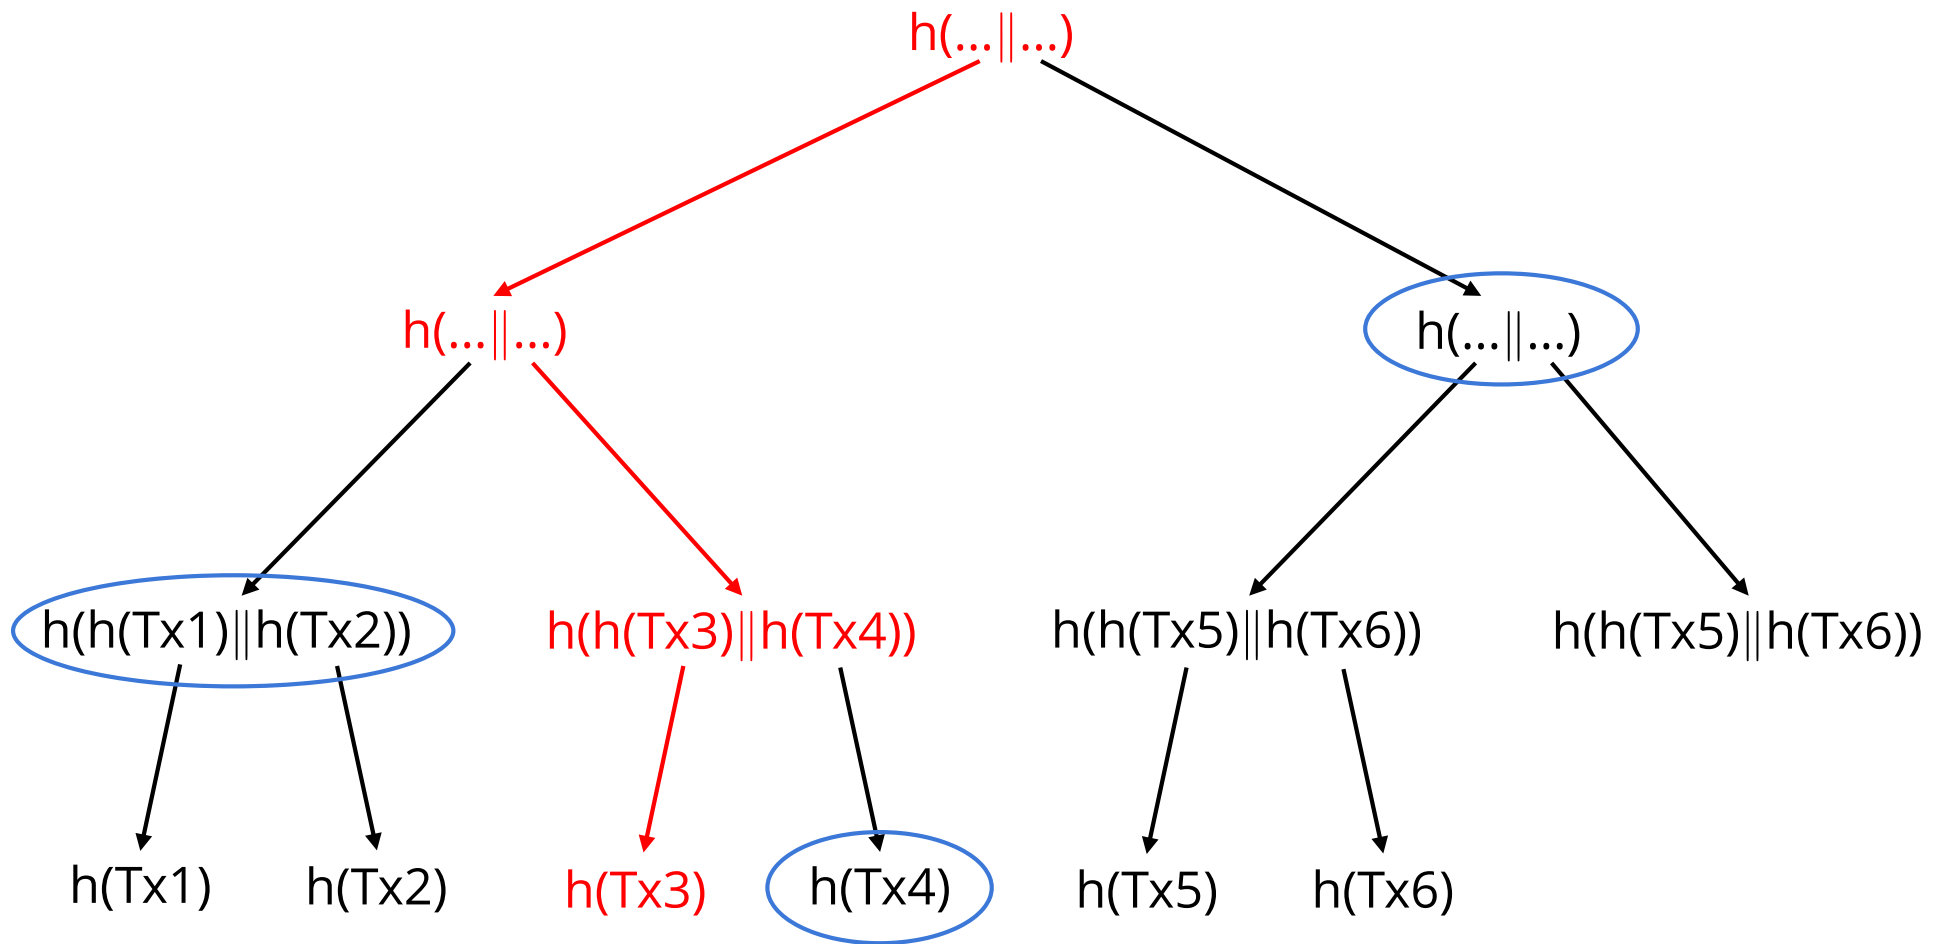 h(...||...)
h(...||...)
h(...||...)
h(h(Tx1)||h(Tx2))
h(h(Tx3)||h(Tx4))
h(h(Tx5)||h(Tx6))
h(h(Tx5)||h(Tx6))
h(Tx1)
h(Tx2)
h(Tx3)
h(Tx4)
h(Tx5)
h(Tx6)